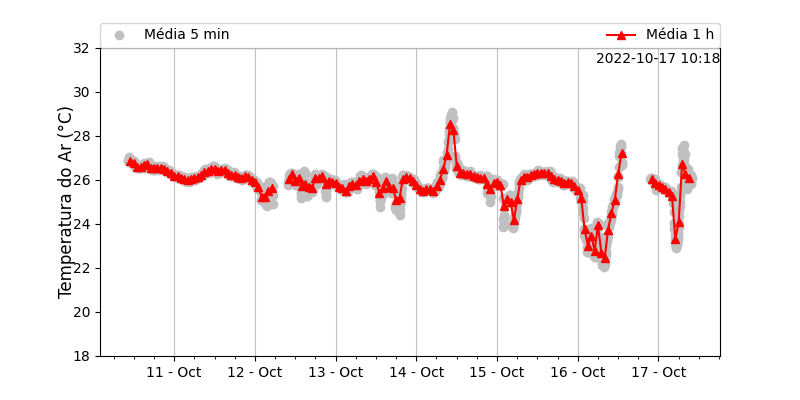 Média 5 min
Média 1 h
2022-10-17 10:18
Temperatura do Ar (°C)
32
30
28
26
24
22
20
18
11 - Oct
12 - Oct
13 - Oct
14 - Oct
15 - Oct
16 - Oct
17 - Oct